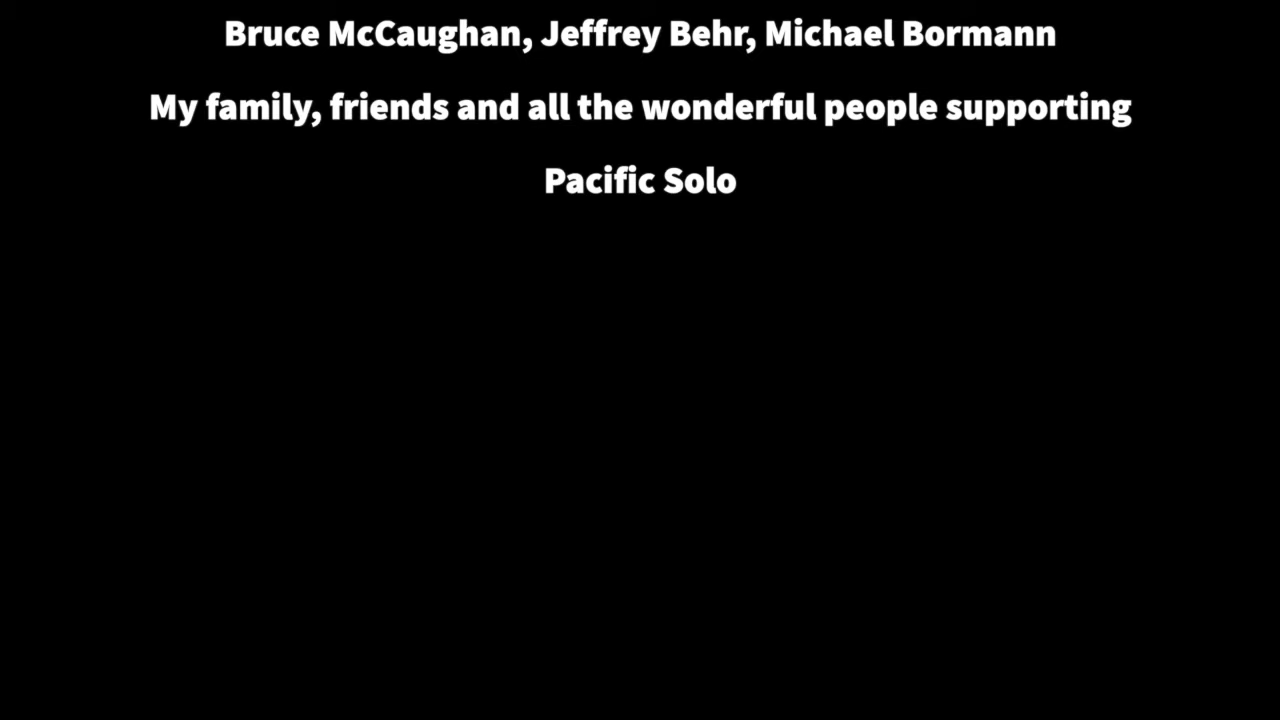 Bruce McCaughan, Jeffrey Behr, Michael Bormann
My family, friends and all the wonderful people supporting
Pacific Solo